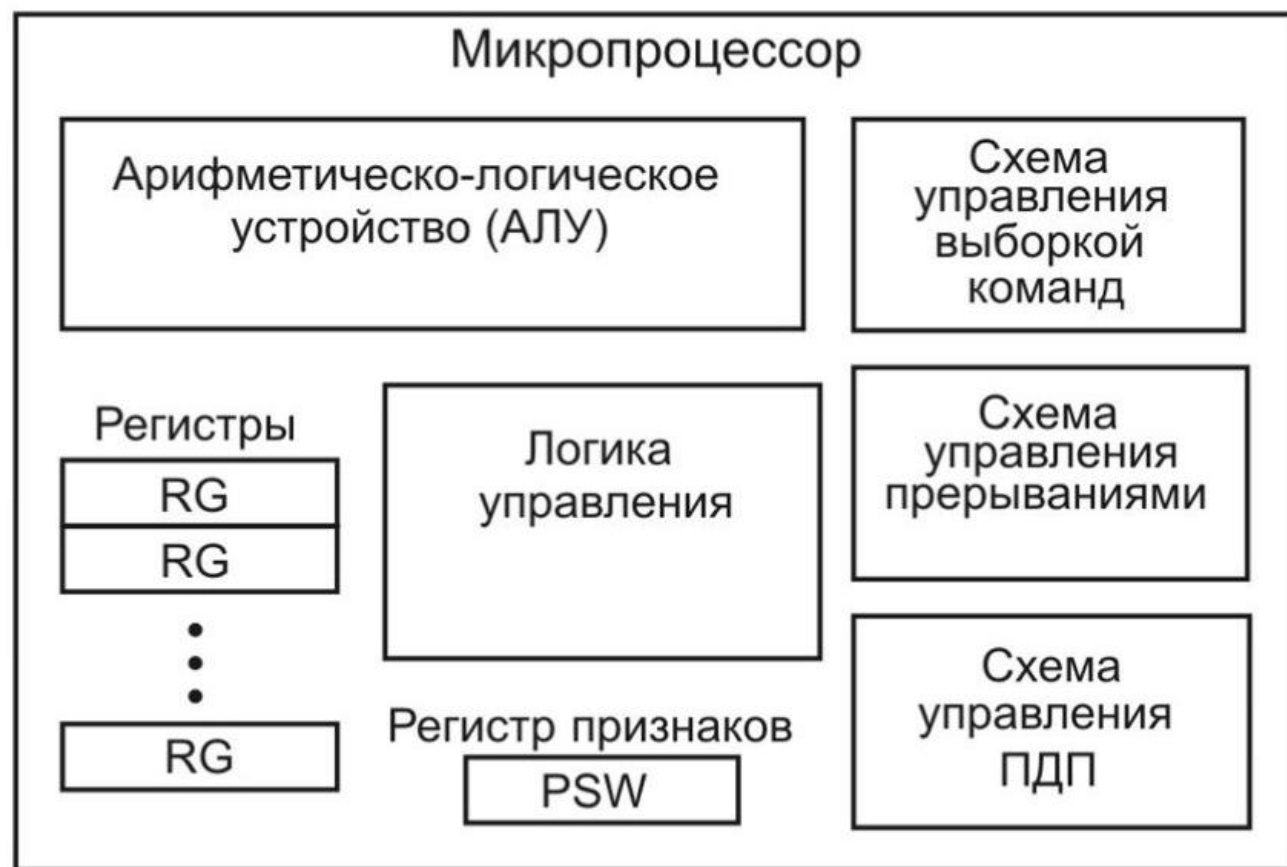 Микропроцессор
Арифметическо-логическое
устройство (АЛУ)
Схема
управления
выборкой
команд
Регистры
RG
RG
RG
Логика
управления
Схема
управления
прерываниями
Регистр признаков
PSW
Схема
управления
ПДП